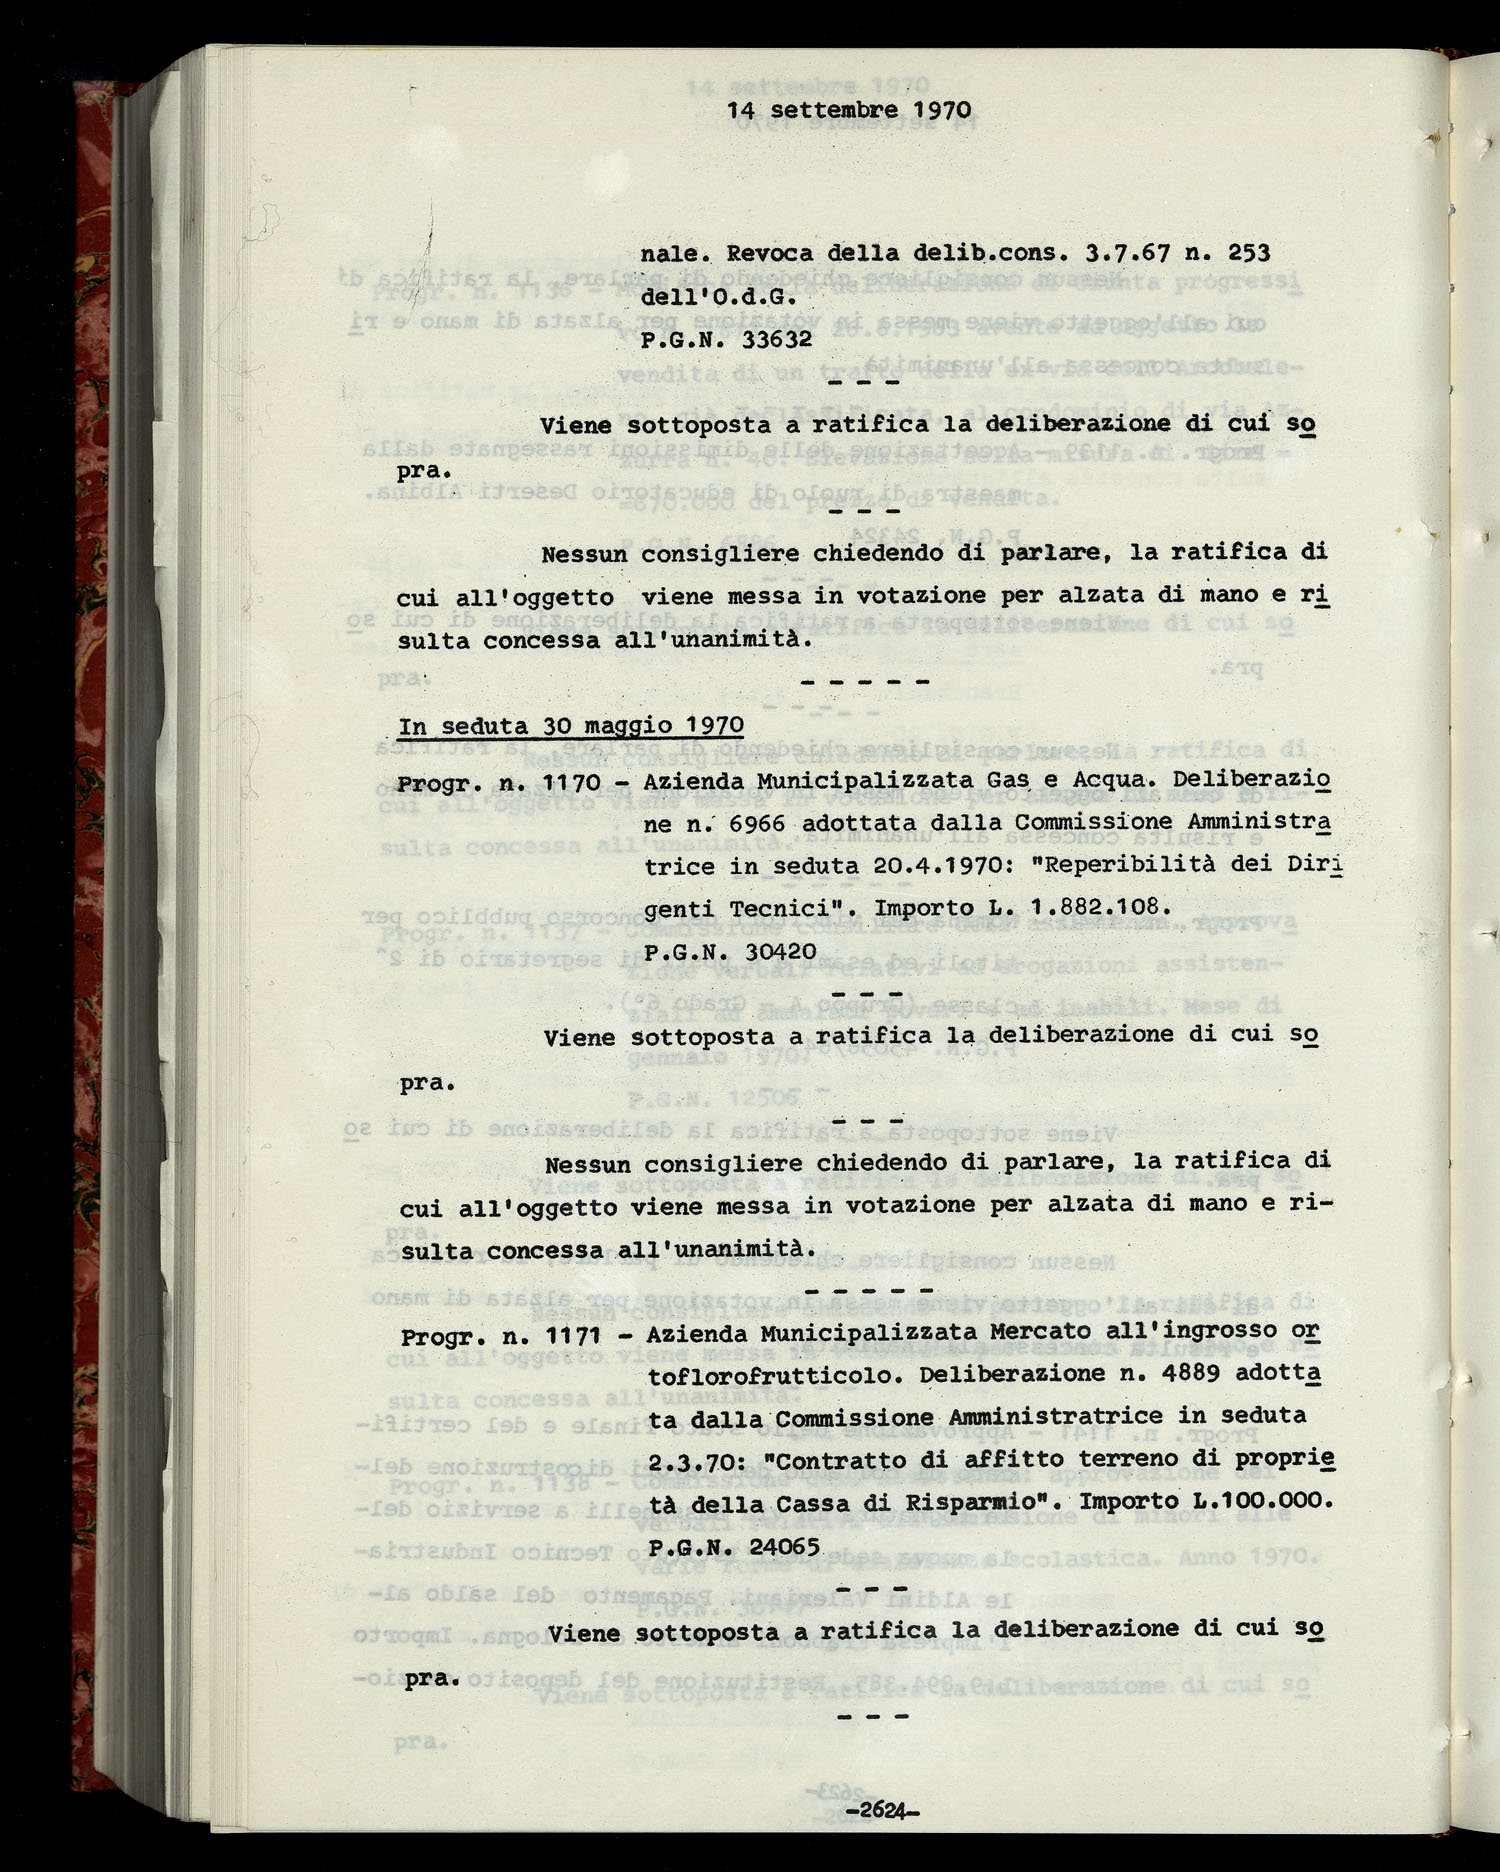 14 settembre 1970
nale. Revoca della delib.cons. 3.7.67 n. 253
dell'O.d.G.
P.G.N. 33632
- - -
Viene sottoposta a ratifica la deliberazione di cui so
pra.
- - -
Nessun consigliere chiedendo di parlare, la ratifica di
cui all'oggetto viene messa in votazione per alzata di mano e ri
sulta concessa all'unanimità.
- - - - -
In seduta 30 maggio 1970
Progr. n. 1170 - Azienda Municipalizzata Gas e Acqua. Deliberazio
ne n. 6966 adottata dalla Commissione Amministra
trice in seduta 20.4.1970: "Reperibilità dei Diri
genti Tecnici". Importo L. 1.882.108.
P.G.N. 30420
- - -
Viene sottoposta a ratifica la deliberazione di cui so
pra.
- - -
Nessun consigliere chiedendo di parlare, la ratifica di
cui all'oggetto viene messa in votazione per alzata di mano e ri-
sulta concessa all'unanimità.
- - - - -
Progr. n. 1171 - Azienda Municipalizzata Mercato all'ingrosso or
toflorofrutticolo. Deliberazione n. 4889 adotta
ta dalla Commissione Amministratrice in seduta
2.3.70: "Contratto di affitto terreno di proprie
tà della Cassa di Risparmio". Importo L.100.000.
P.G.N. 24065
- - -
Viene sottoposta a ratifica la deliberazione di cui so
pra.
- - -
-2624-